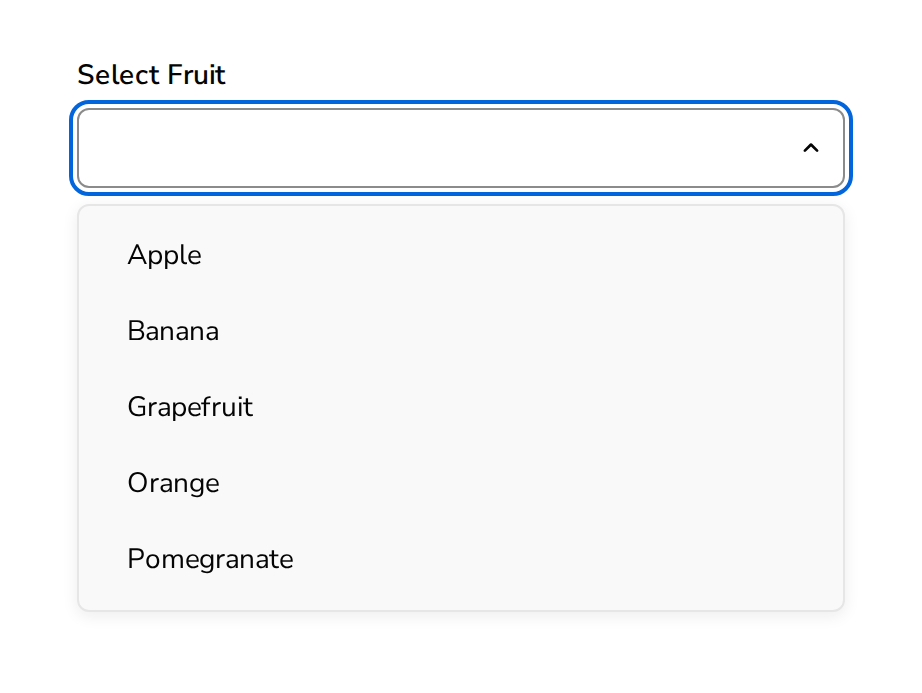 Select Fruit
Apple
Banana
Grapefruit
Orange
Pomegranate